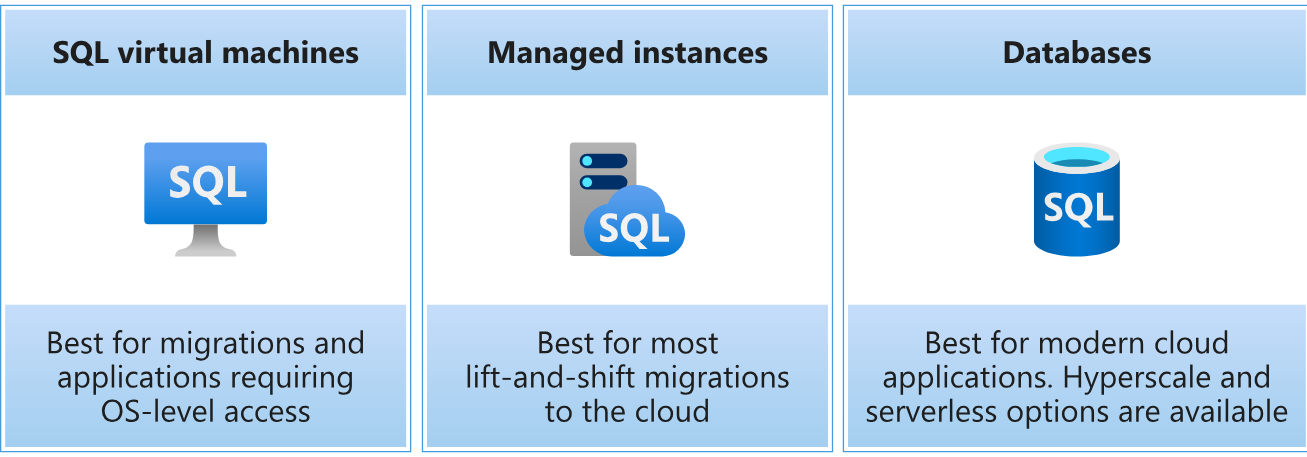 SQL virtual machines
SQL
Best for migrations and
applications requiring
OS-level access
Managed instances
SQL
Best for most
lift-and-shift migrations
to the cloud
Databases
SQL
Best for modern cloud
applications. Hyperscale and
serverless options are available